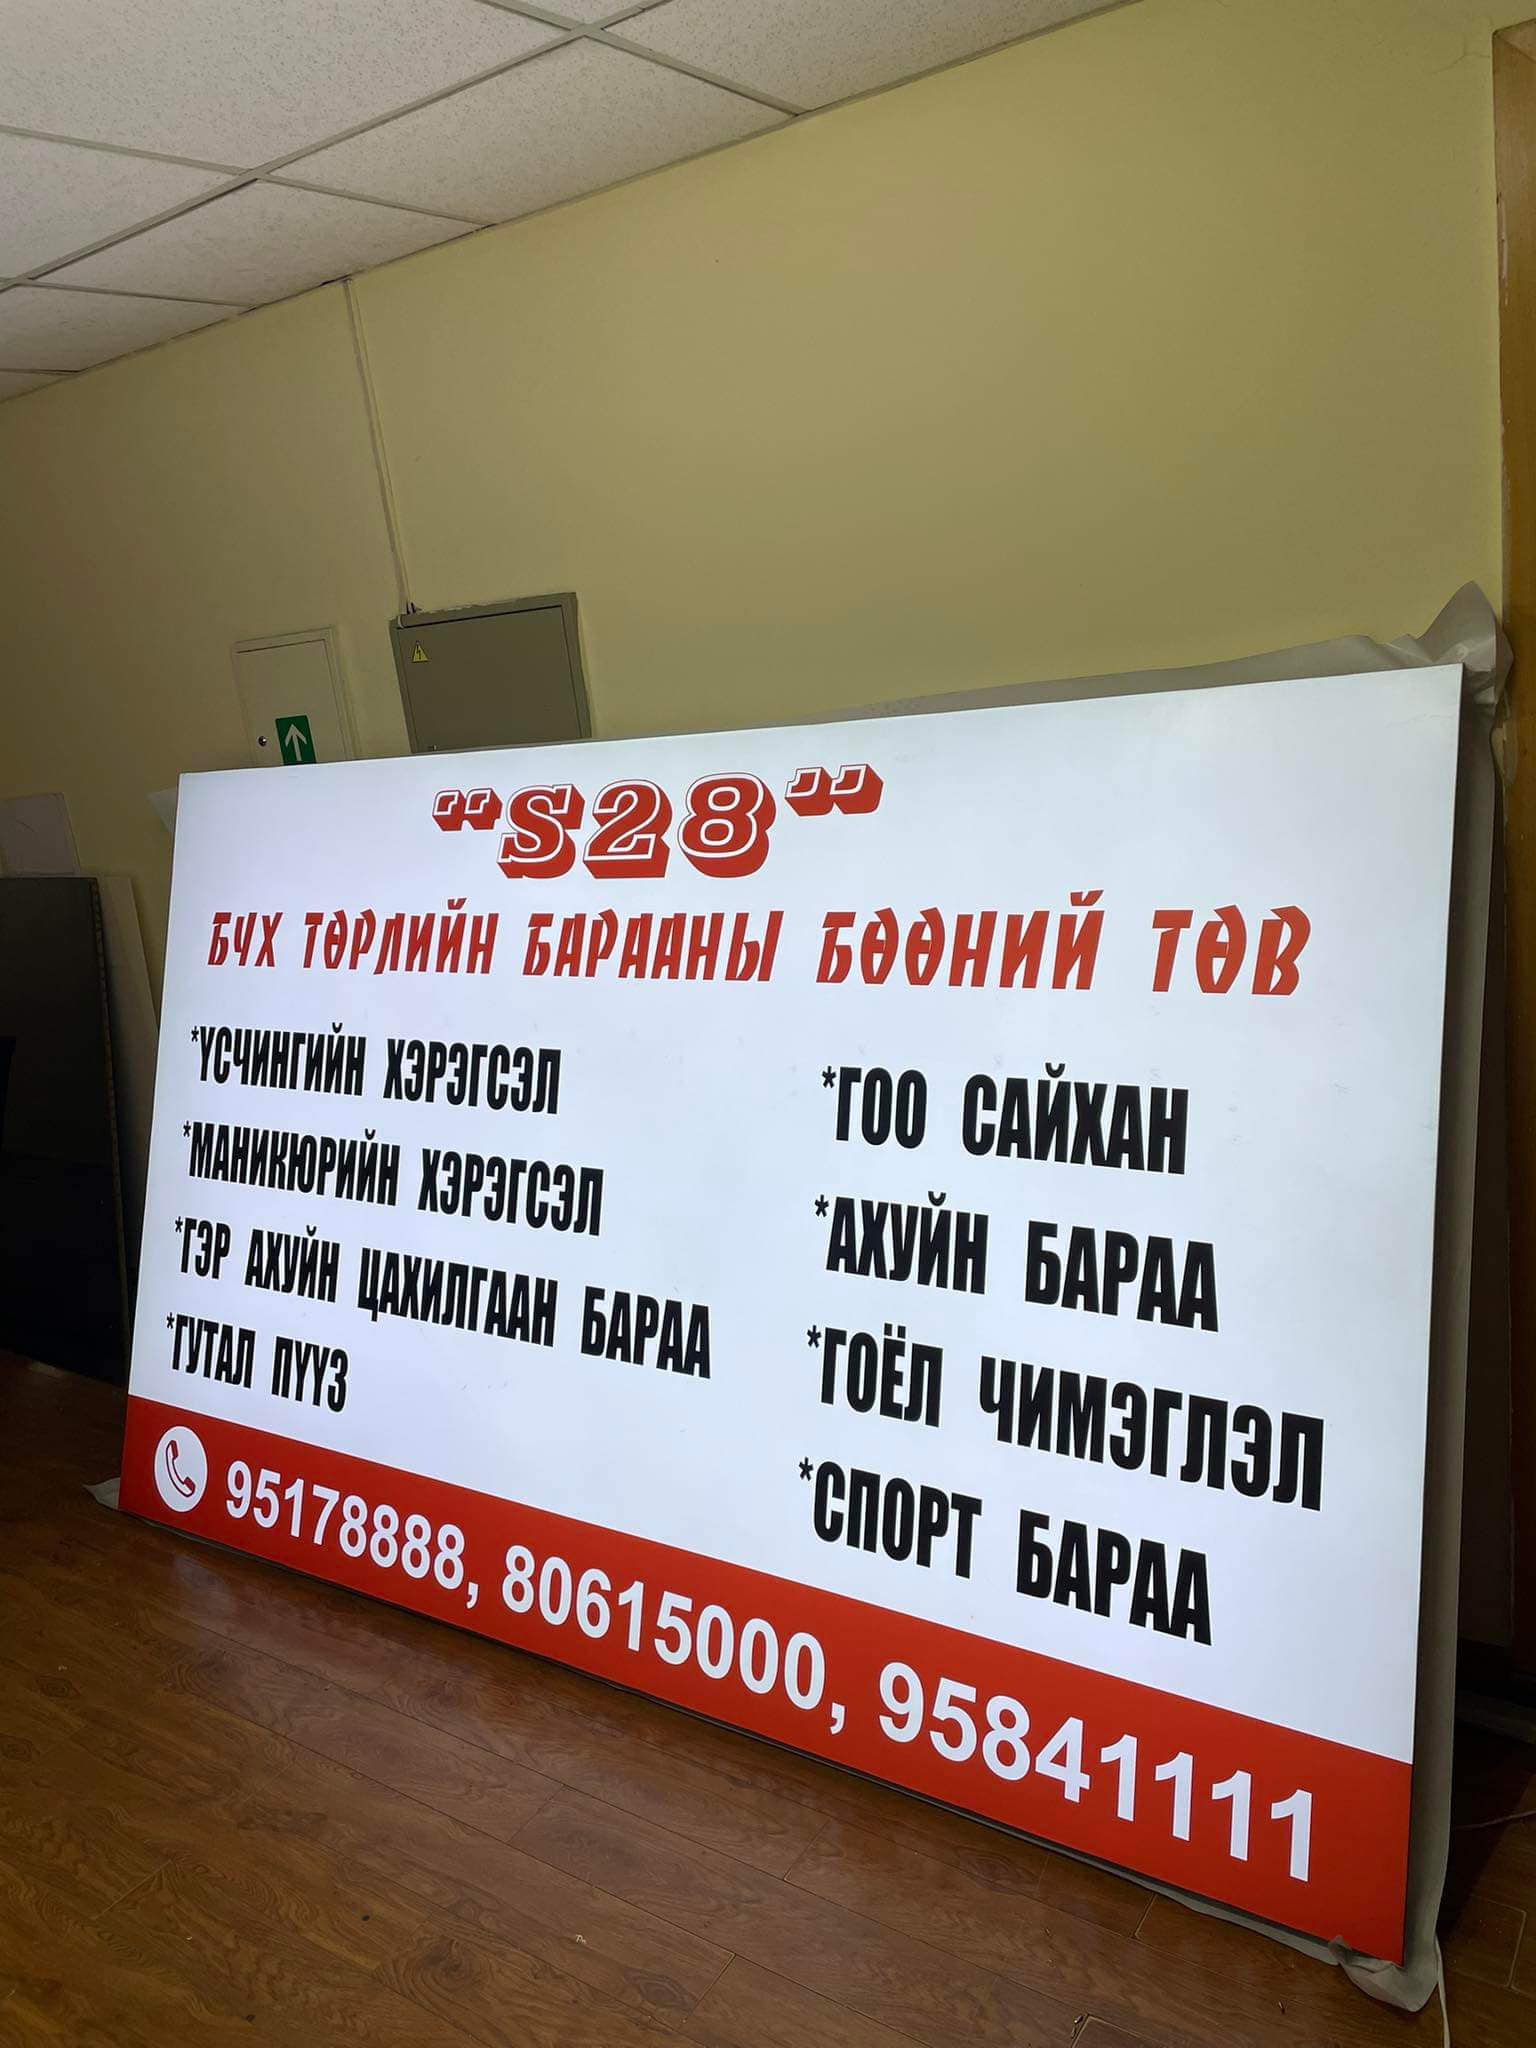 "S28"
БҮХ ТӨРЛИЙН БАРААНЫ БӨӨНИЙ ТӨВ
*ҮСЧИНГИЙН ХЭРЭГСЭЛ
*МАНИКЮРИЙН ХЭРЭГСЭЛ
*ГЭР АХУЙН ЦАХИЛГААН БАРАА
*ГУТАЛ ПҮҮЗ
*ГОО САЙХАН
*АХУЙН БАРАА
*ГОЁЛ ЧИМЭГЛЭЛ
*СПОРТ БАРАА
95178888, 80615000, 95841111